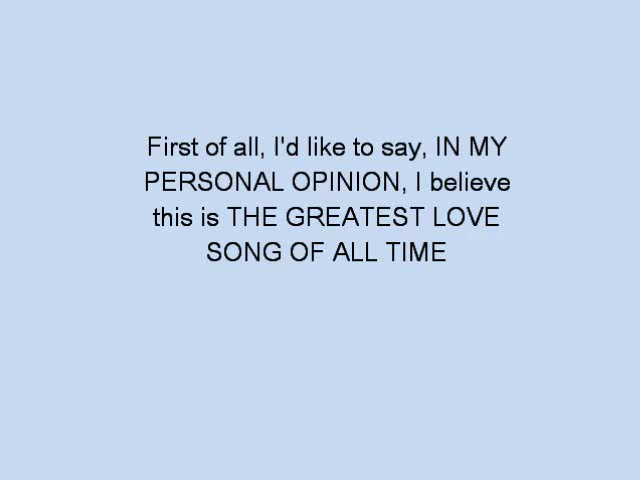 First of all, I'd like to say, IN MY
PERSONAL OPINION, I believe
this is THE GREATEST LOVE
SONG OF ALL TIME